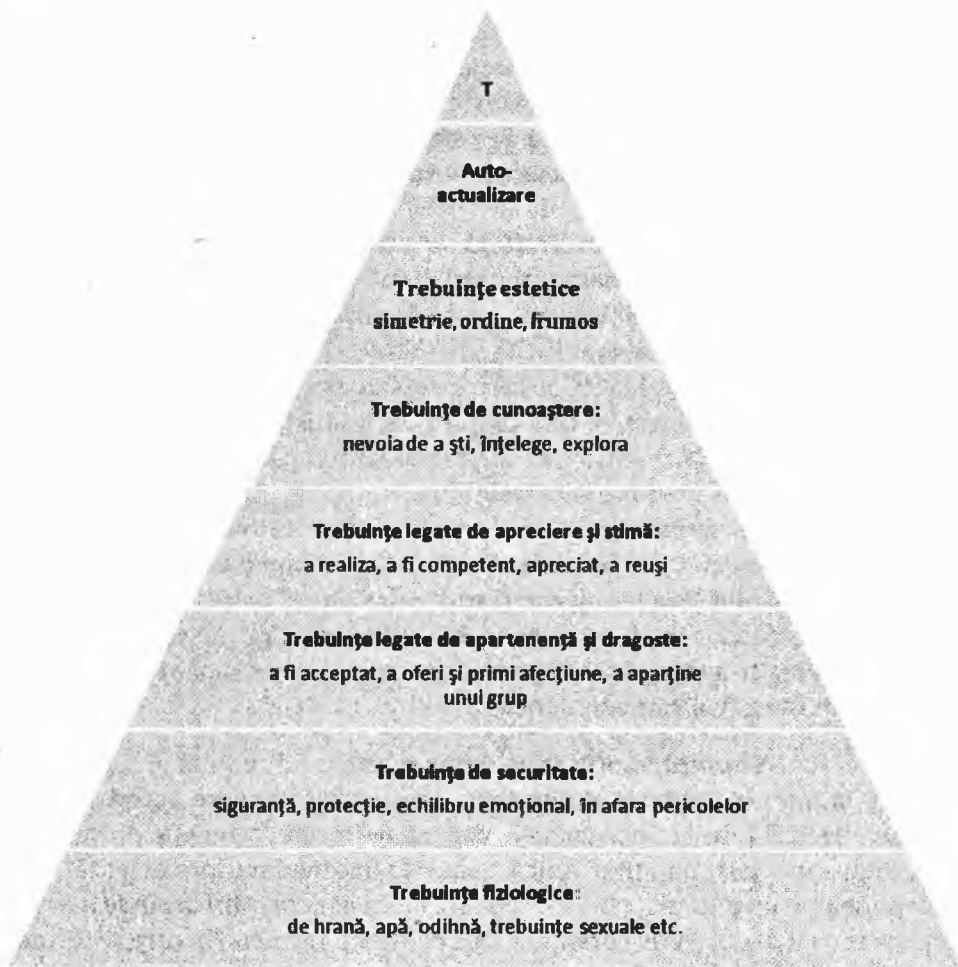 T
Auto-
actualizare
Trebuinţe estetice
simetrie, ordine, frumos
Trebuinţe de cunoaştere:
nevoia de a şti, înţelege, explora
Trebuinţe legate de apreciere şi stimă:
a realiza, a fi competent, apreciat, a reuşi
Trebuinţe legate de apartenenţă şi dragoste:
a fi acceptat, a oferi şi primi afecţiune, a aparţine
unui grup
Trebuinţe de securitate:
siguranţă, protecţie, echilibru emoţional, în afara pericolelor
Trebuinţe fiziologice:
de hrană, apă, odihnă, trebuinţe sexuale etc.